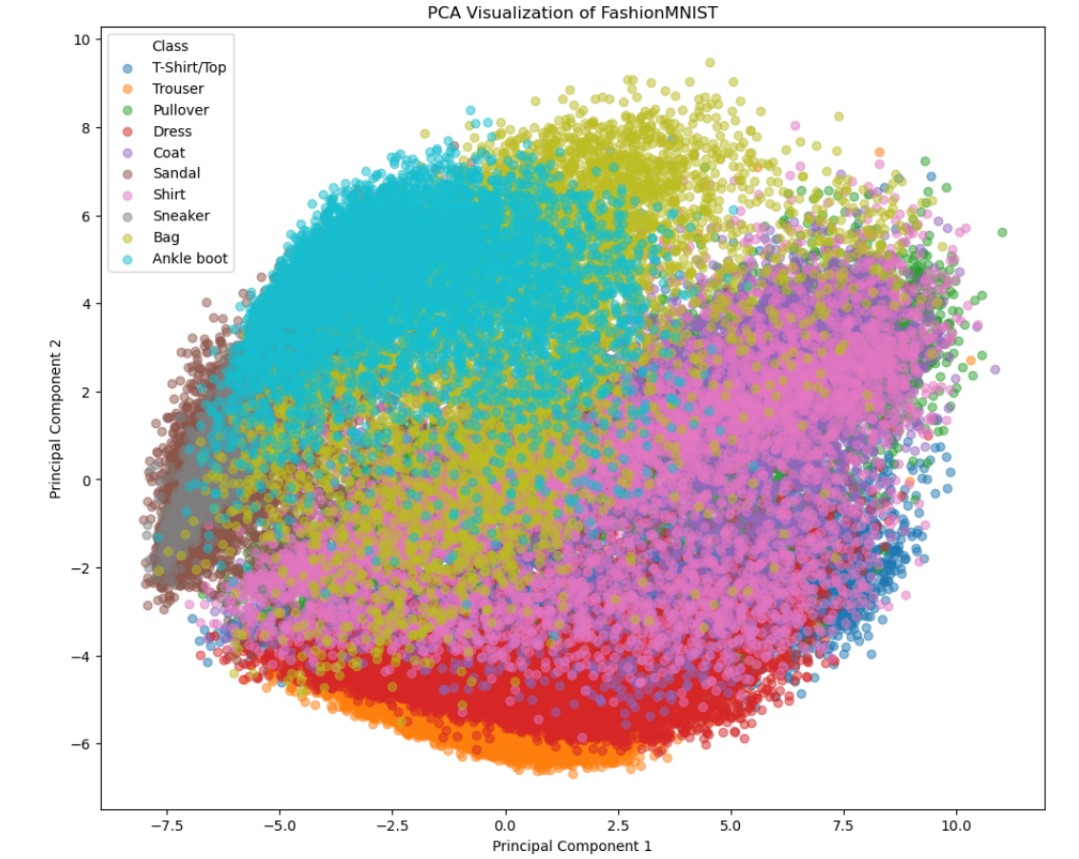 PCA Visualization of FashionMNIST
Class
T-Shirt/Top
Trouser
Pullover
Dress
Coat
Sandal
Shirt
Sneaker
Bag
Ankle boot
10
8
6
4
2
0
−2
−4
−6
Principal Component 2
−7.5 −5.0 −2.5 0.0 2.5 5.0 7.5 10.0
Principal Component 1